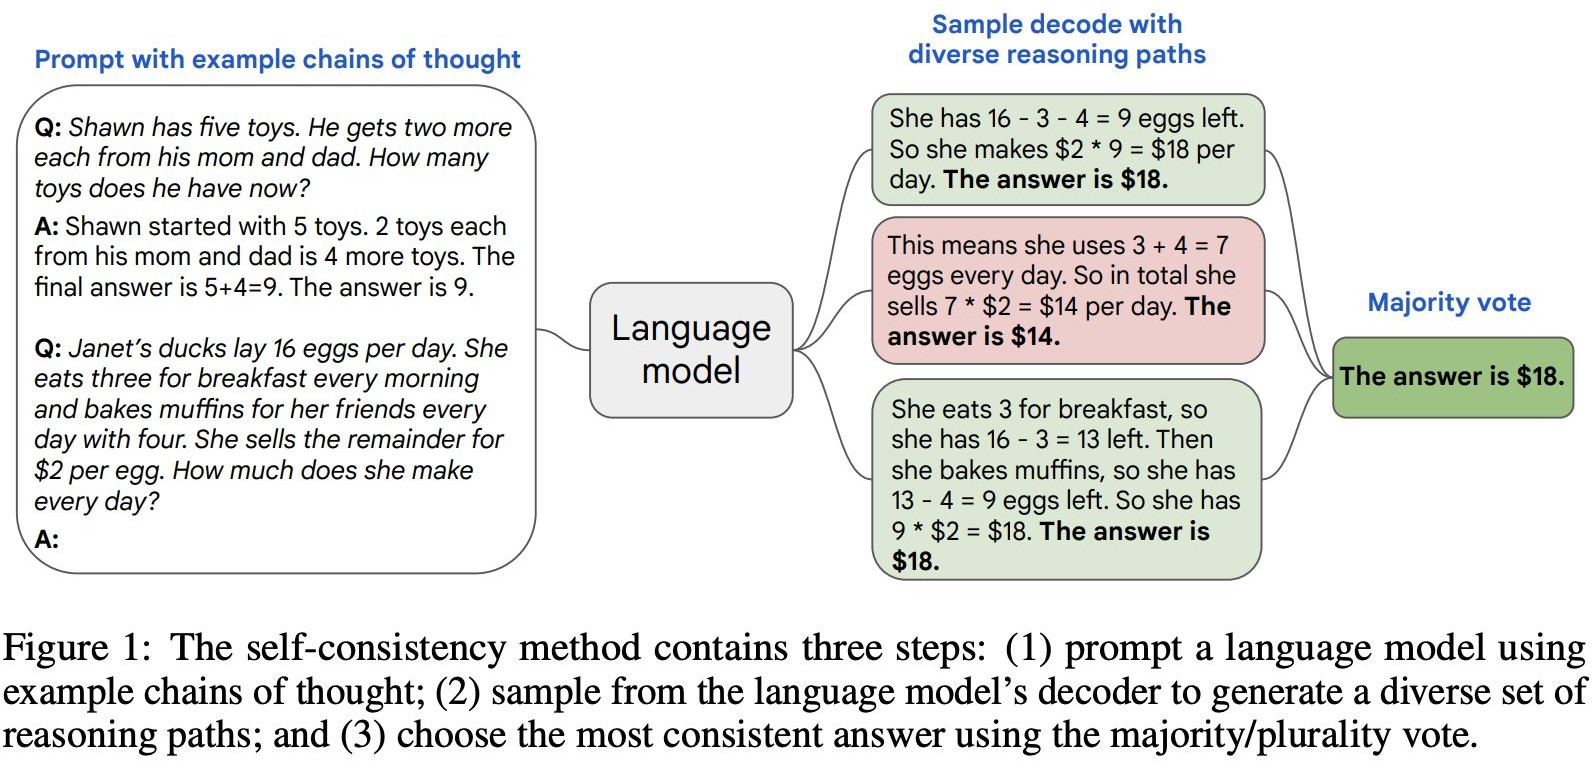 Prompt with example chains of thought
Q: Shawn has five toys. He gets two more
each from his mom and dad. How many
toys does he have now?
A: Shawn started with 5 toys. 2 toys each
from his mom and dad is 4 more toys. The
final answer is 5+4=9. The answer is 9.
Q: Janet’s ducks lay 16 eggs per day. She
eats three for breakfast every morning
and bakes muffins for her friends every
day with four. She sells the remainder for
$2 per egg. How much does she make
every day?
A:
Language
model
Sample decode with
diverse reasoning paths
She has 16 - 3 - 4 = 9 eggs left.
So she makes $2 * 9 = $18 per
day. The answer is $18.
This means she uses 3 + 4 = 7
eggs every day. So in total she
sells 7 * $2 = $14 per day. The
answer is $14.
She eats 3 for breakfast, so
she has 16 - 3 = 13 left. Then
she bakes muffins, so she has
13 - 4 = 9 eggs left. So she has
9 * $2 = $18. The answer is
$18.
Majority vote
The answer is $18.
Figure 1: The self-consistency method contains three steps: (1) prompt a language model using
example chains of thought; (2) sample from the language model’s decoder to generate a diverse set of
reasoning paths; and (3) choose the most consistent answer using the majority/plurality vote.